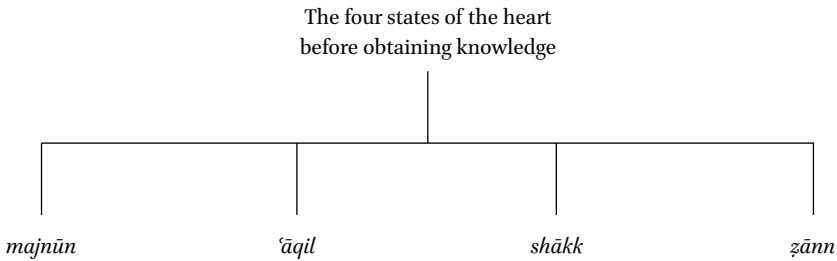 The four states of the heart
before obtaining knowledge
majnūn ʿāqil shākk ẓānn